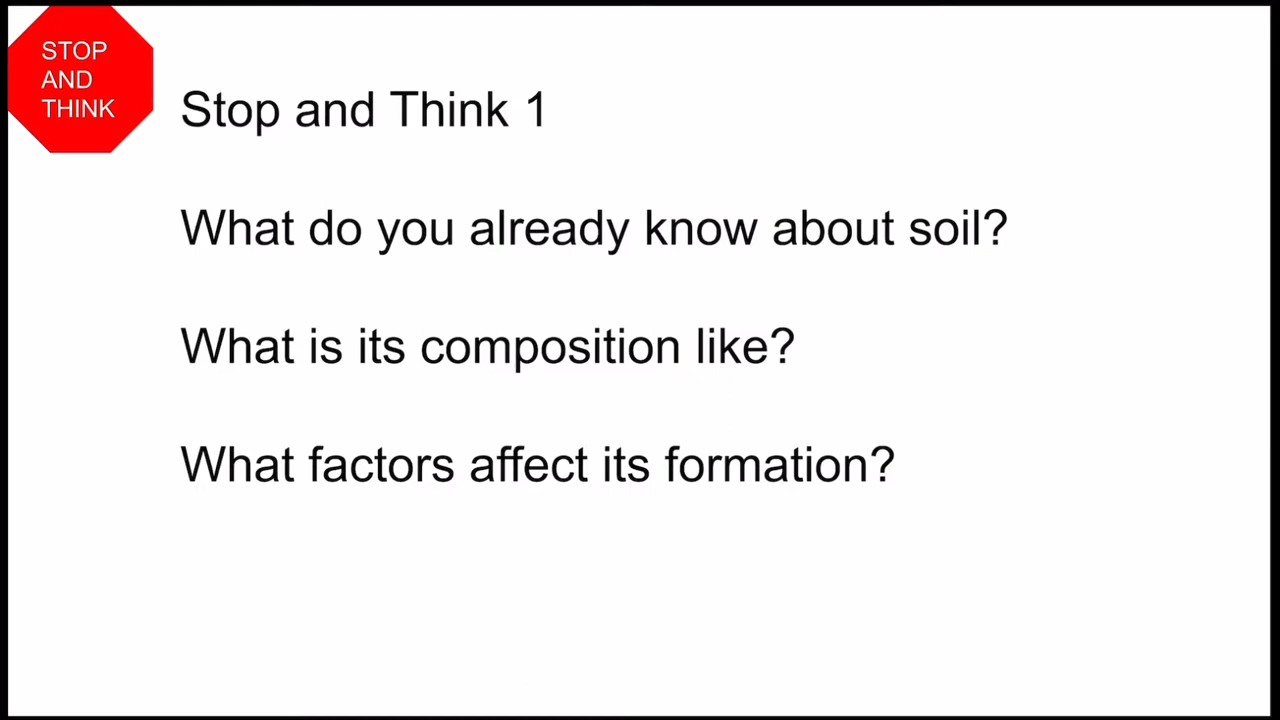 STOP
AND
THINK
Stop and Think 1
What do you already know about soil?
What is its composition like?
What factors affect its formation?